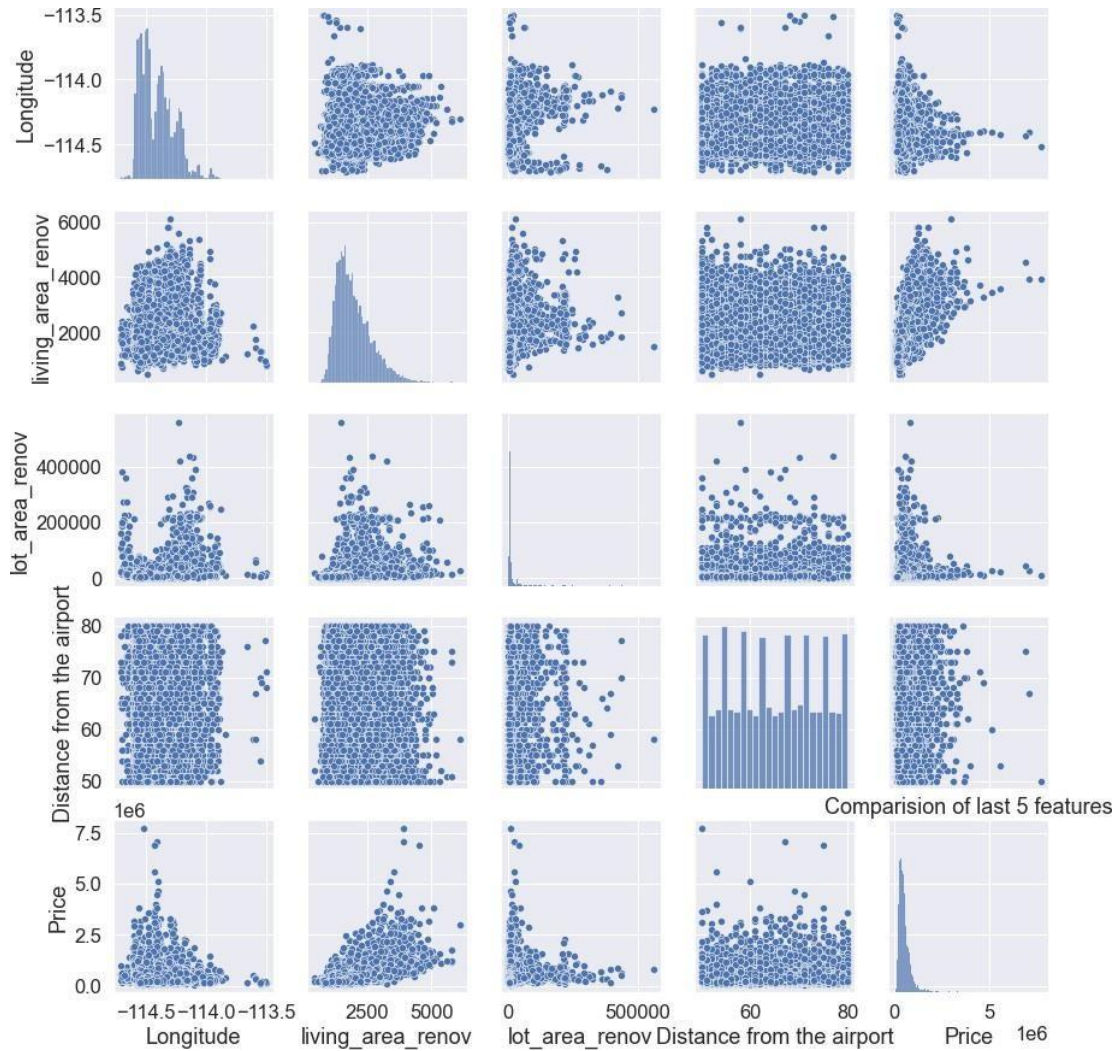 −113.5
−114.0
−114.5
Longitude
6000
4000
2000
living_area_renov
400000
200000
0
lot_area_renov
80
70
60
50
Distance from the airport
Comparision of last 5 features
1e6
7.5
5.0
2.5
0.0
Price
−114.5 −114.0 −113.5
2500 5000
0 500000
60 80
0 5
1e6
Longitude
living_area_renov
lot_area_renov
Distance from the airport
Price